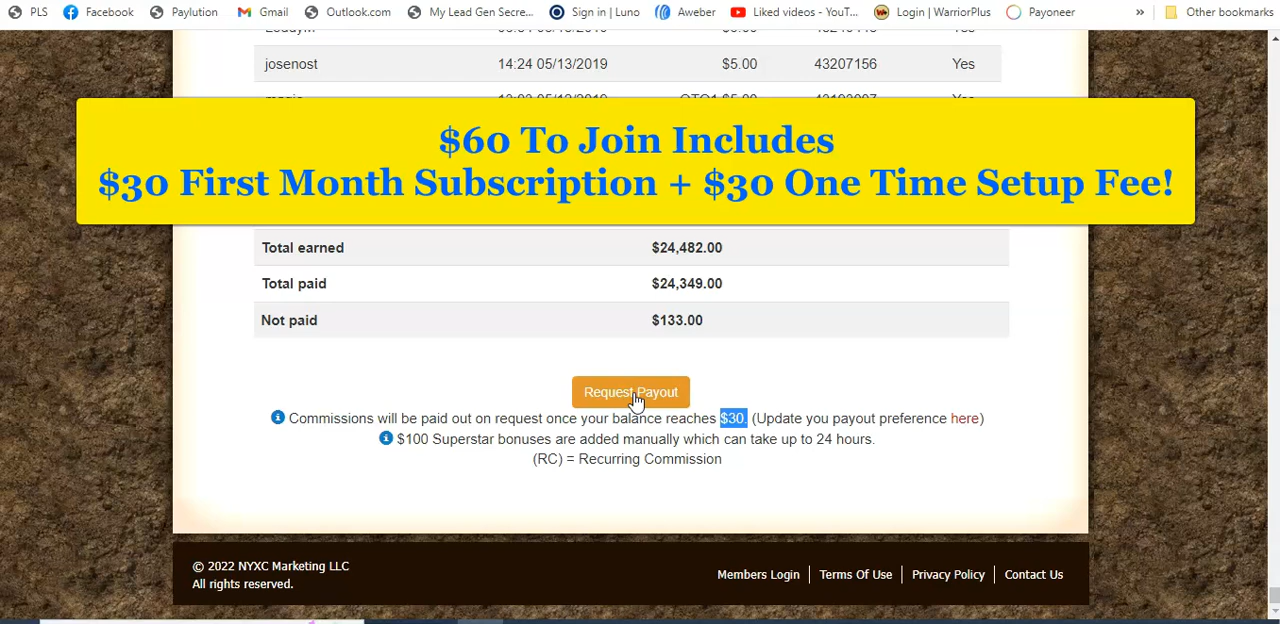 PLS Facebook Paylution Gmail Outlook.com My Lead Gen Secre... Sign in | Luno Aweber Liked videos - YouT... Login | WarriorPlus Payoneer » Other bookmarks
josenost 14:24 05/13/2019 $5.00 43207156 Yes
$60 To Join Includes
$30 First Month Subscription + $30 One Time Setup Fee!
Total earned $24,482.00
Total paid $24,349.00
Not paid $133.00
Request Payout
Commissions will be paid out on request once your balance reaches $30. (Update you payout preference here)
$100 Superstar bonuses are added manually which can take up to 24 hours.
(RC) = Recurring Commission
© 2022 NYXC Marketing LLC
All rights reserved.
Members Login Terms Of Use Privacy Policy Contact Us